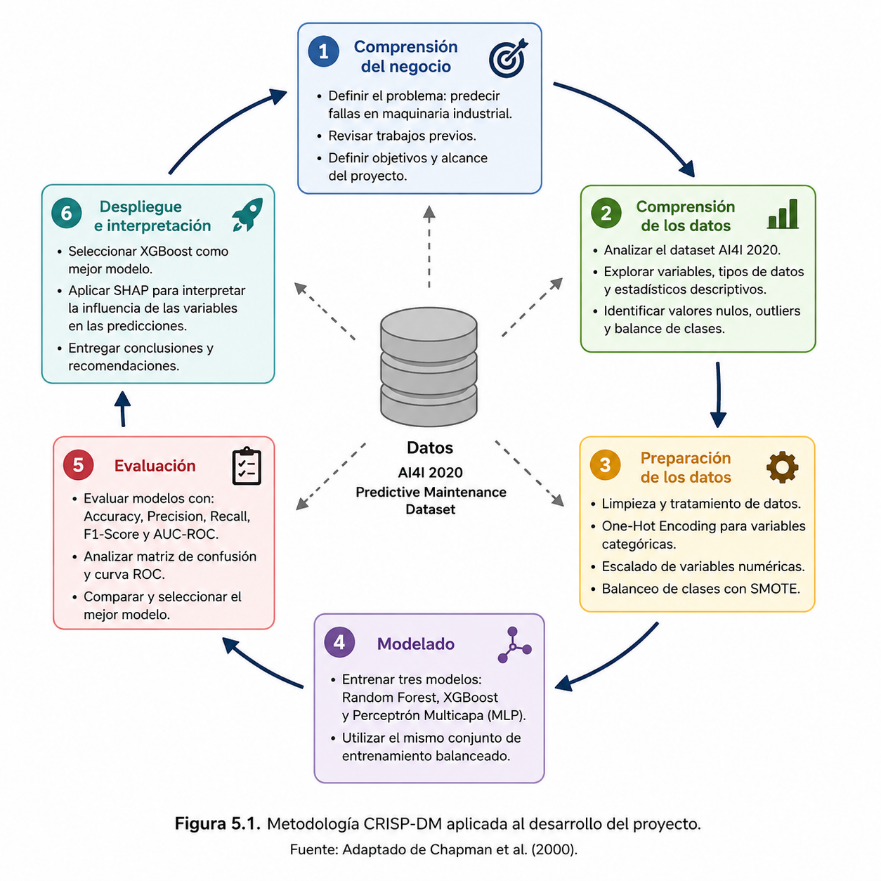 1
Comprensión
del negocio
• Definir el problema: predecir
fallas en maquinaria industrial.
• Revisar trabajos previos.
• Definir objetivos y alcance
del proyecto.
2
Comprensión
de los datos
• Analizar el dataset AI4I 2020.
• Explorar variables, tipos de datos
y estadísticos descriptivos.
• Identificar valores nulos, outliers
y balance de clases.
3
Preparación
de los datos
• Limpieza y tratamiento de datos.
• One-Hot Encoding para variables
categóricas.
• Escalado de variables numéricas.
• Balanceo de clases con SMOTE.
4
Modelado
• Entrenar tres modelos:
Random Forest, XGBoost
y Perceptrón Multicapa (MLP).
• Utilizar el mismo conjunto de
entrenamiento balanceado.
5
Evaluación
• Evaluar modelos con:
Accuracy, Precision, Recall,
F1-Score y AUC-ROC.
• Analizar matriz de confusión
y curva ROC.
• Comparar y seleccionar el
mejor modelo.
6
Despliegue
e interpretación
• Seleccionar XGBoost como
mejor modelo.
• Aplicar SHAP para interpretar
la influencia de las variables
en las predicciones.
• Entregar conclusiones y
recomendaciones.
Datos
AI4I 2020
Predictive Maintenance
Dataset
Figura 5.1. Metodología CRISP-DM aplicada al desarrollo del proyecto.
Fuente: Adaptado de Chapman et al. (2000).